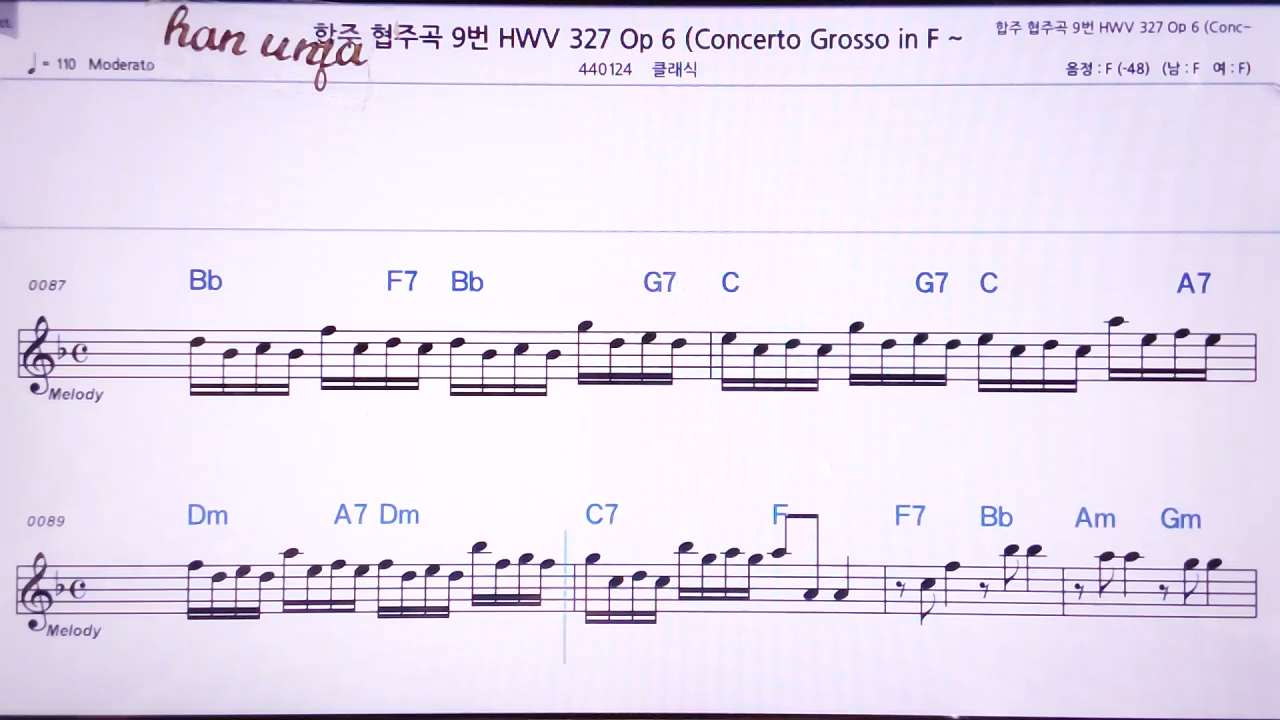 han unqa
합주 협주곡 9번 HWV 327 Op 6 (Concerto Grosso in F ~
합주 협주곡 9번 HWV 327 Op 6 (Conc~
♩ = 110 Moderato
440124 클래식
음정 : F (-48) (남 : F 여 : F)
0087 Bb F7 Bb G7 C G7 C A7
Melody
0089 Dm A7 Dm C7 F F7 Bb Am Gm
Melody